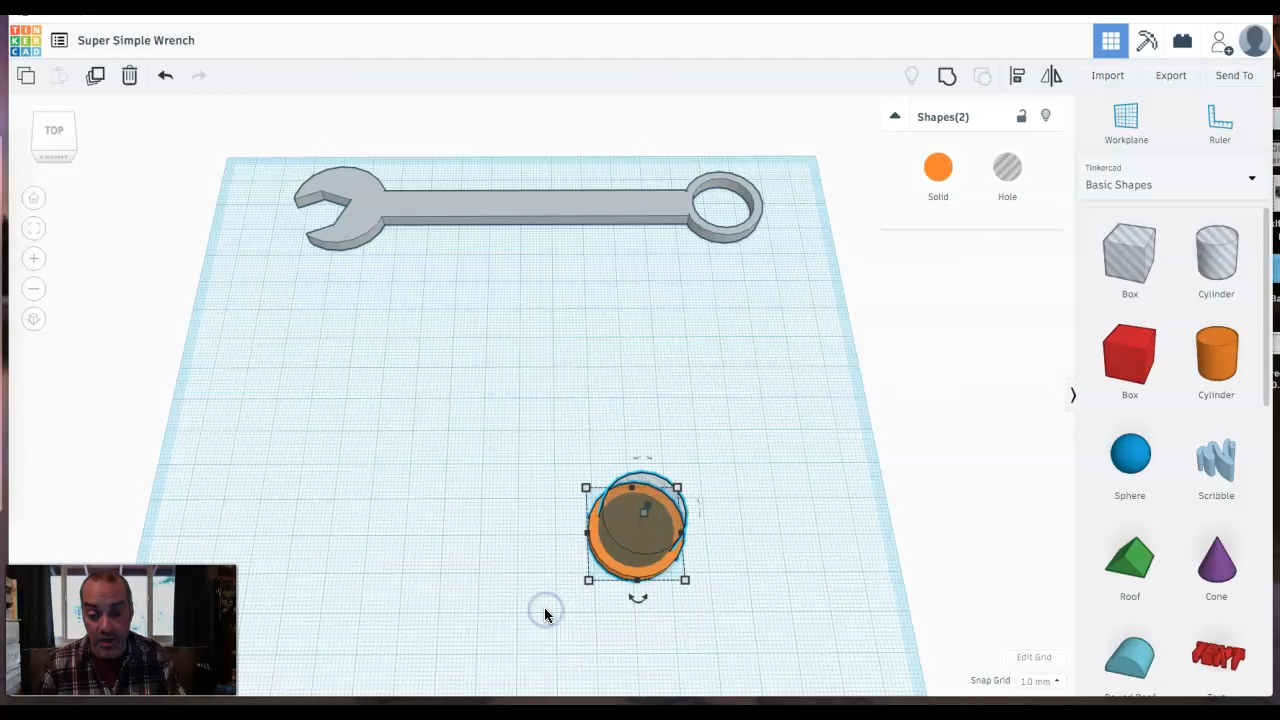 TIN
KER
CAD
Super Simple Wrench
Import
Export
Send To
TOP
Shapes(2)
Solid
Hole
Workplane
Ruler
Tinkercad
Basic Shapes
Box
Cylinder
Box
Cylinder
Sphere
Scribble
Roof
Cone
TEXT
Edit Grid
Snap Grid
1.0 mm